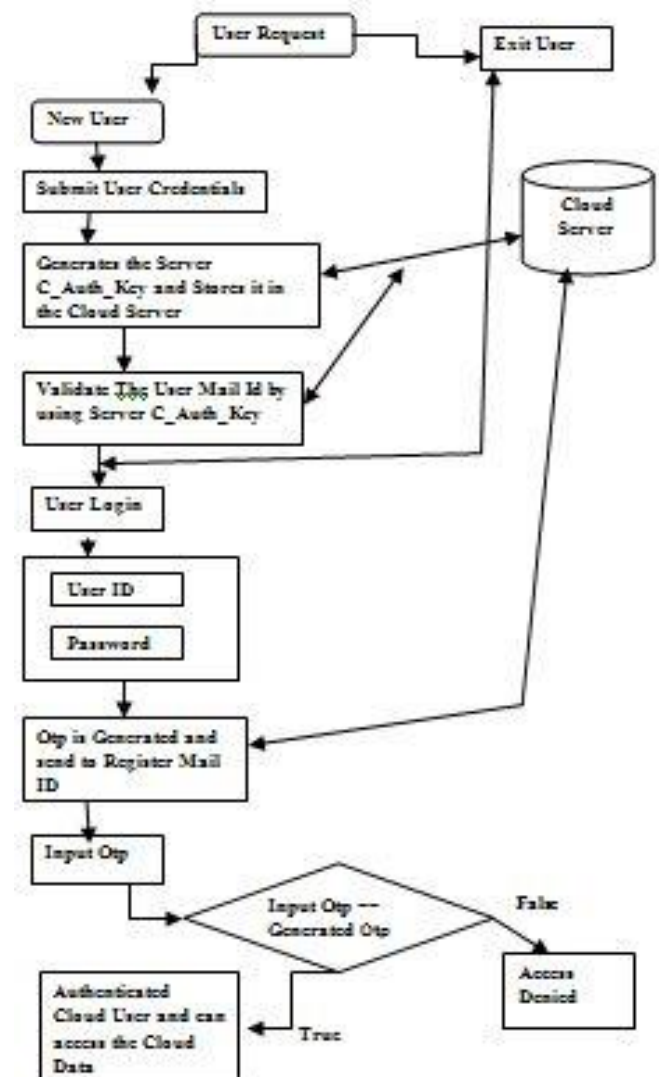 User Request
Exit User
New User
Submit User Credentials
Cloud
Server
Generates the Server
C_Auth_Key and Stores it in
the Cloud Server
Validate The User Mail Id by
using Server C_Auth_Key
User Login
User ID
Password
Otp is Generated and
send to Register Mail
ID
Input Otp
Input Otp ==
Generated Otp
False
Access
Denied
True
Authenticated
Cloud User and can
access the Cloud
Data